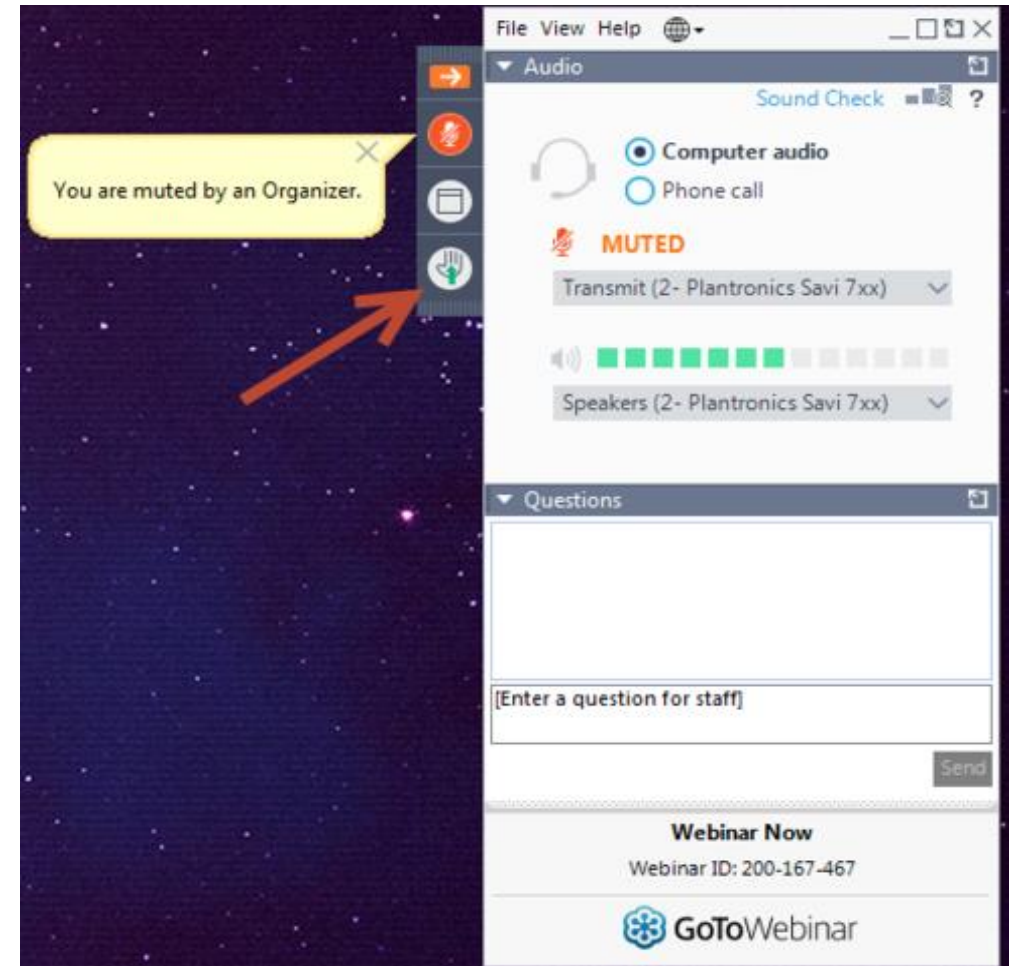 File View Help
Audio
Sound Check ?
Computer audio
You are muted by an Organizer.
Phone call
MUTED
Transmit (2- Plantronics Savi 7xx)
Speakers (2- Plantronics Savi 7xx)
Questions
[Enter a question for staff]
Send
Webinar Now
Webinar ID: 200-167-467
GoToWebinar